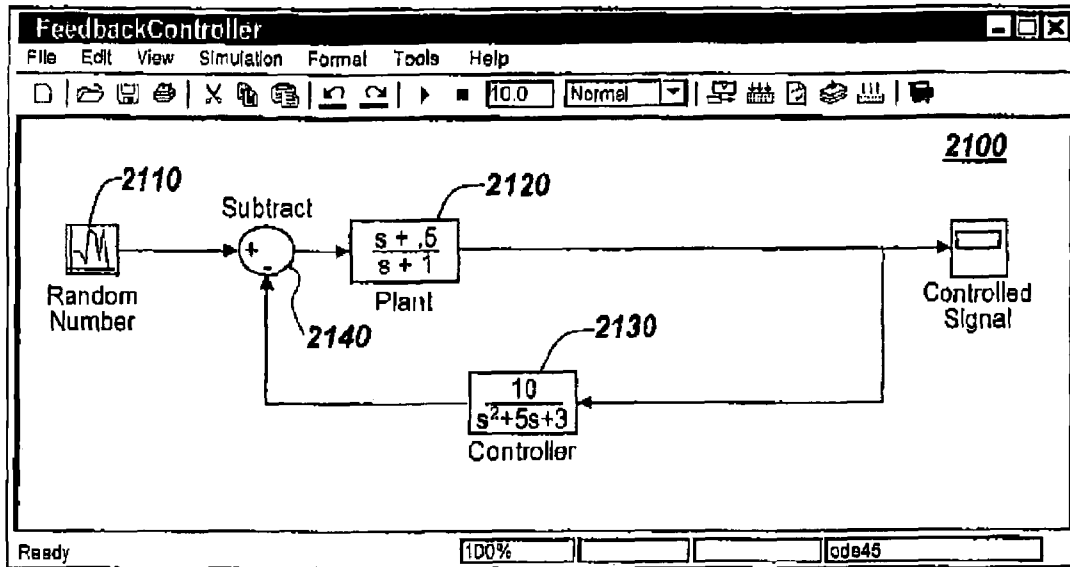 FeedbackController
File Edit View Simulation Format Tools Help
10.0 Normal
2100
2110
2120
Subtract
+
-
s + .5
s + 1
Plant
Random
Number
Controlled
Signal
2140
2130
10
s²+5s+3
Controller
Ready 100% ode45